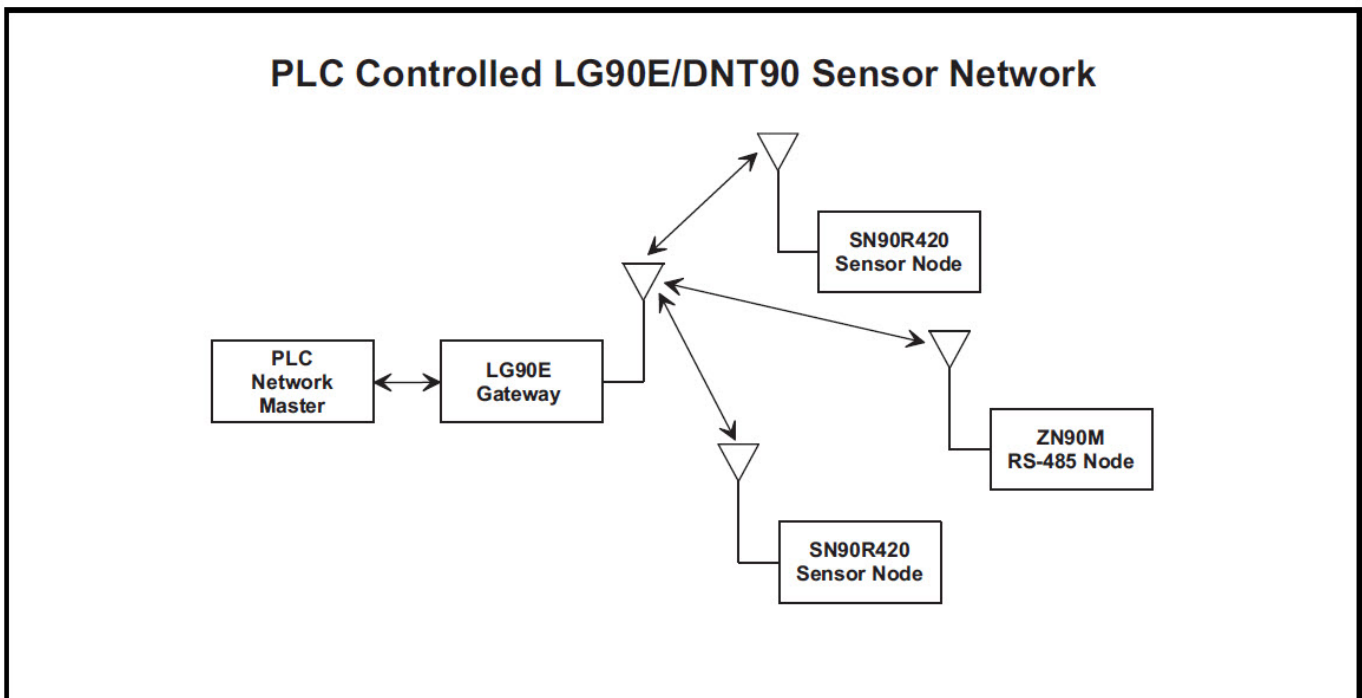 PLC Controlled LG90E/DNT90 Sensor Network
SN90R420
Sensor Node
PLC
Network
Master
LG90E
Gateway
ZN90M
RS-485 Node
SN90R420
Sensor Node